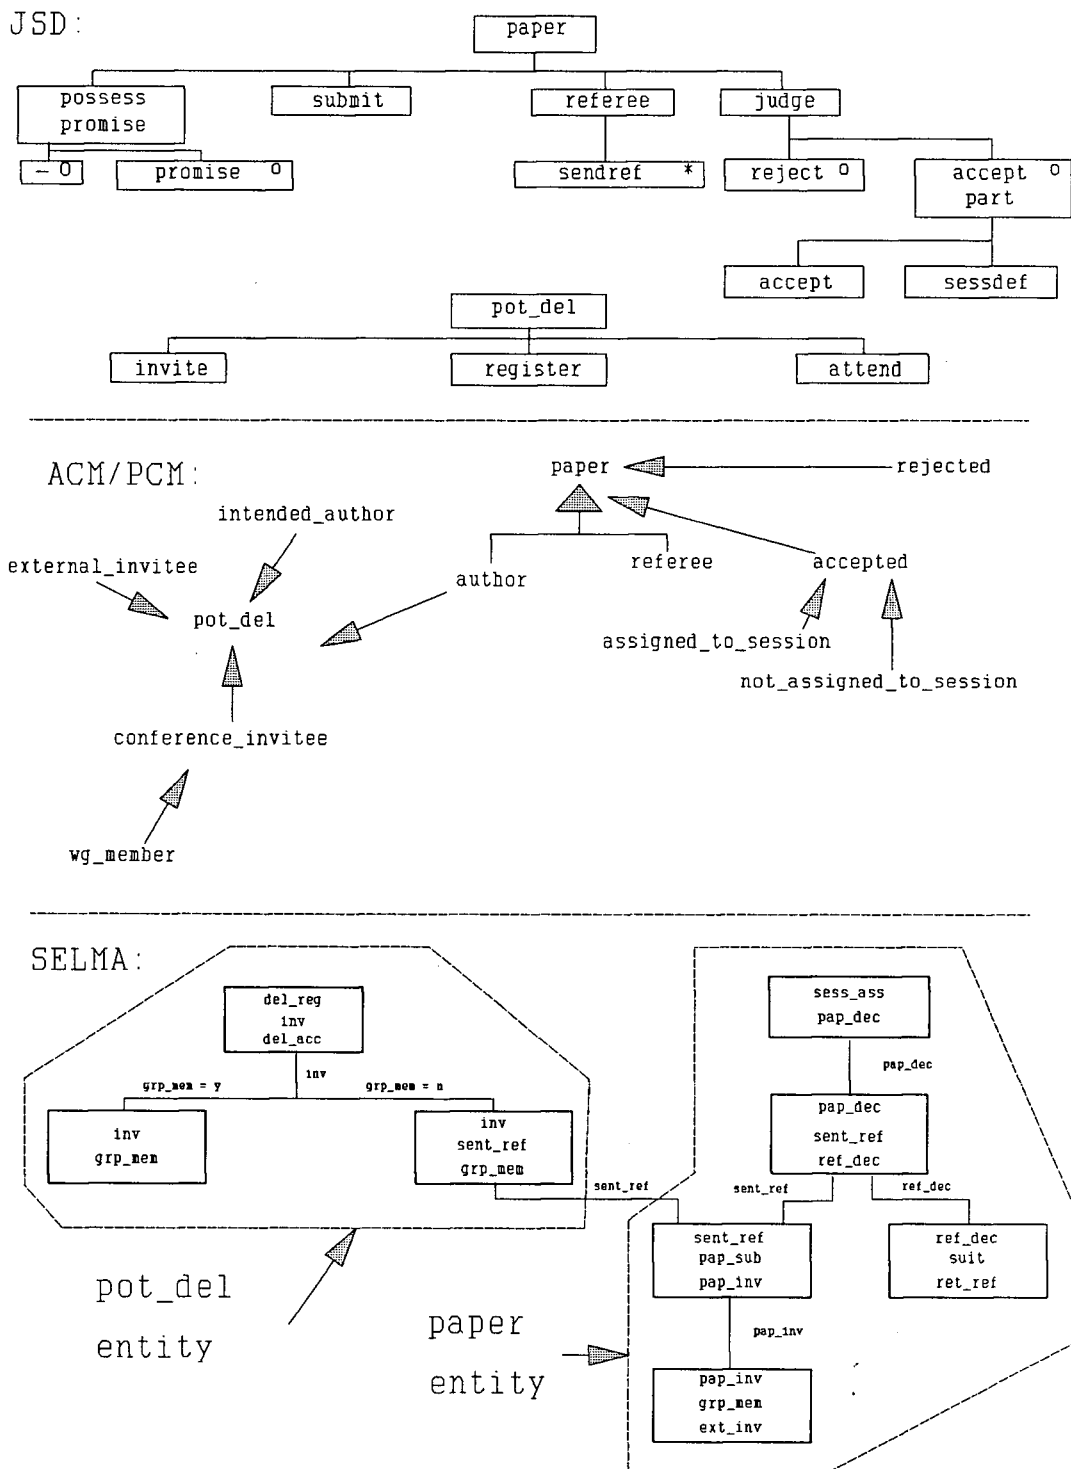 JSD:
paper
possess
promise
submit
referee
judge
– O
promise O
sendref *
reject O
accept O
part
accept
sessdef
pot_del
invite
register
attend
ACM/PCM:
paper
rejected
intended_author
external_invitee
author
referee
accepted
pot_del
assigned_to_session
not_assigned_to_session
conference_invitee
wg_member
SELMA:
del_reg
inv
del_acc
inv
grp_mem = y
grp_mem = n
inv
grp_mem
inv
sent_ref
grp_mem
sent_ref
sess_ass
pap_dec
pap_dec
pap_dec
sent_ref
ref_dec
sent_ref
ref_dec
sent_ref
pap_sub
pap_inv
ref_dec
suit
ret_ref
pap_inv
pap_inv
grp_mem
ext_inv
pot_del
entity
paper
entity